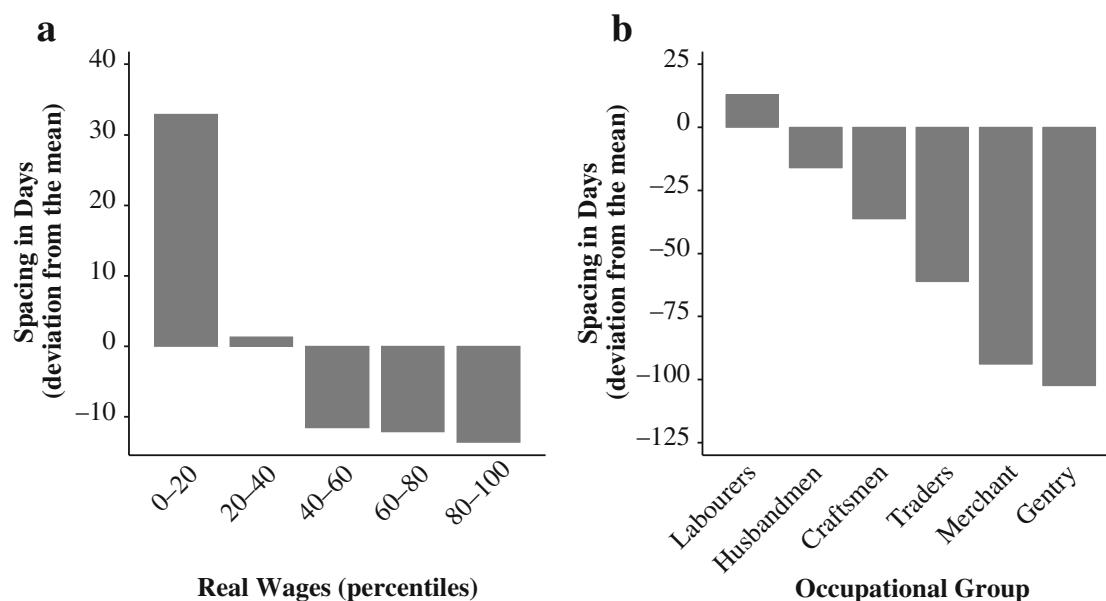 a
Spacing in Days
(deviation from the mean)
40
30
20
10
0
–10
0–20
20–40
40–60
60–80
80–100
Real Wages (percentiles)
b
Spacing in Days
(deviation from the mean)
25
0
–25
–50
–75
–100
–125
Labourers
Husbandmen
Craftsmen
Traders
Merchant
Gentry
Occupational Group